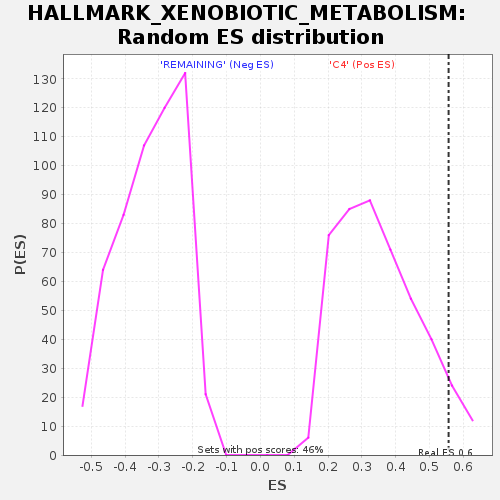 HALLMARK_XENOBIOTIC_METABOLISM:
Random ES distribution
'REMAINING' (Neg ES) 'C4' (Pos ES)
130
120
110
100
90
80
70
60
50
40
30
20
10
0
P(ES)
Sets with pos scores: 46%
Real ES 0.6
-0.5 -0.4 -0.3 -0.2 -0.1 0.0 0.1 0.2 0.3 0.4 0.5 0.6
ES